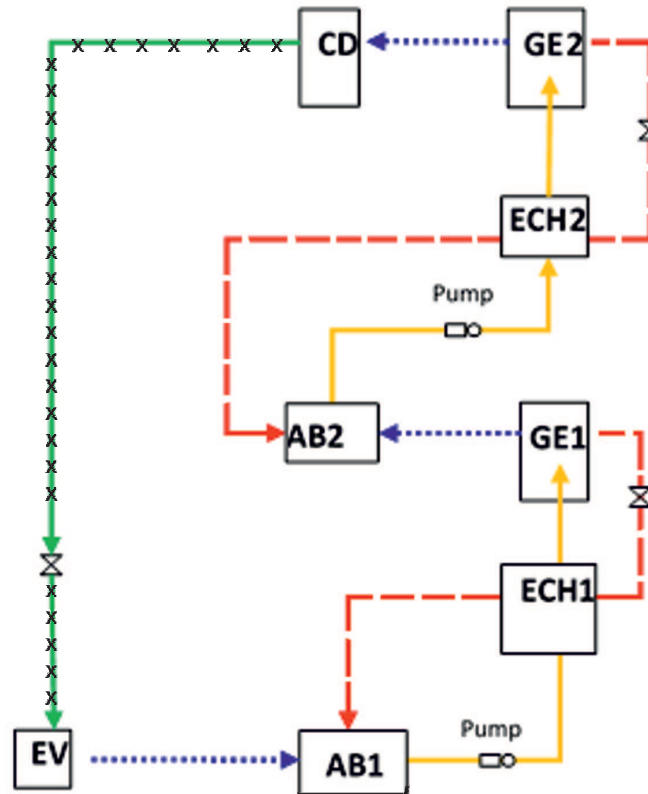 CD
GE2
ECH2
Pump
AB2
GE1
ECH1
Pump
EV
AB1